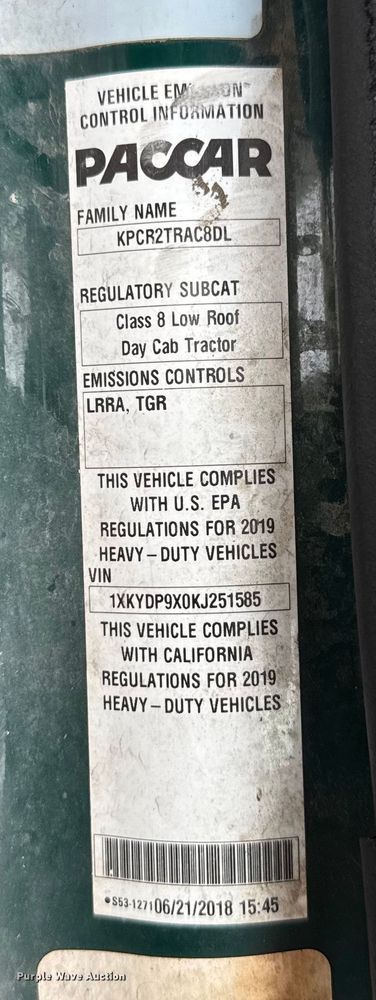 VEHICLE EMISSION
CONTROL INFORMATION
PACCAR
FAMILY NAME
KPCR2TRAC8DL
REGULATORY SUBCAT
Class 8 Low Roof
Day Cab Tractor
EMISSIONS CONTROLS
LRRA, TGR
THIS VEHICLE COMPLIES
WITH U.S. EPA
REGULATIONS FOR 2019
HEAVY-DUTY VEHICLES
VIN
1XKYDP9X0KJ251585
THIS VEHICLE COMPLIES
WITH CALIFORNIA
REGULATIONS FOR 2019
HEAVY-DUTY VEHICLES
S53-1271 06/21/2018 15:45
Purple Wave Auction